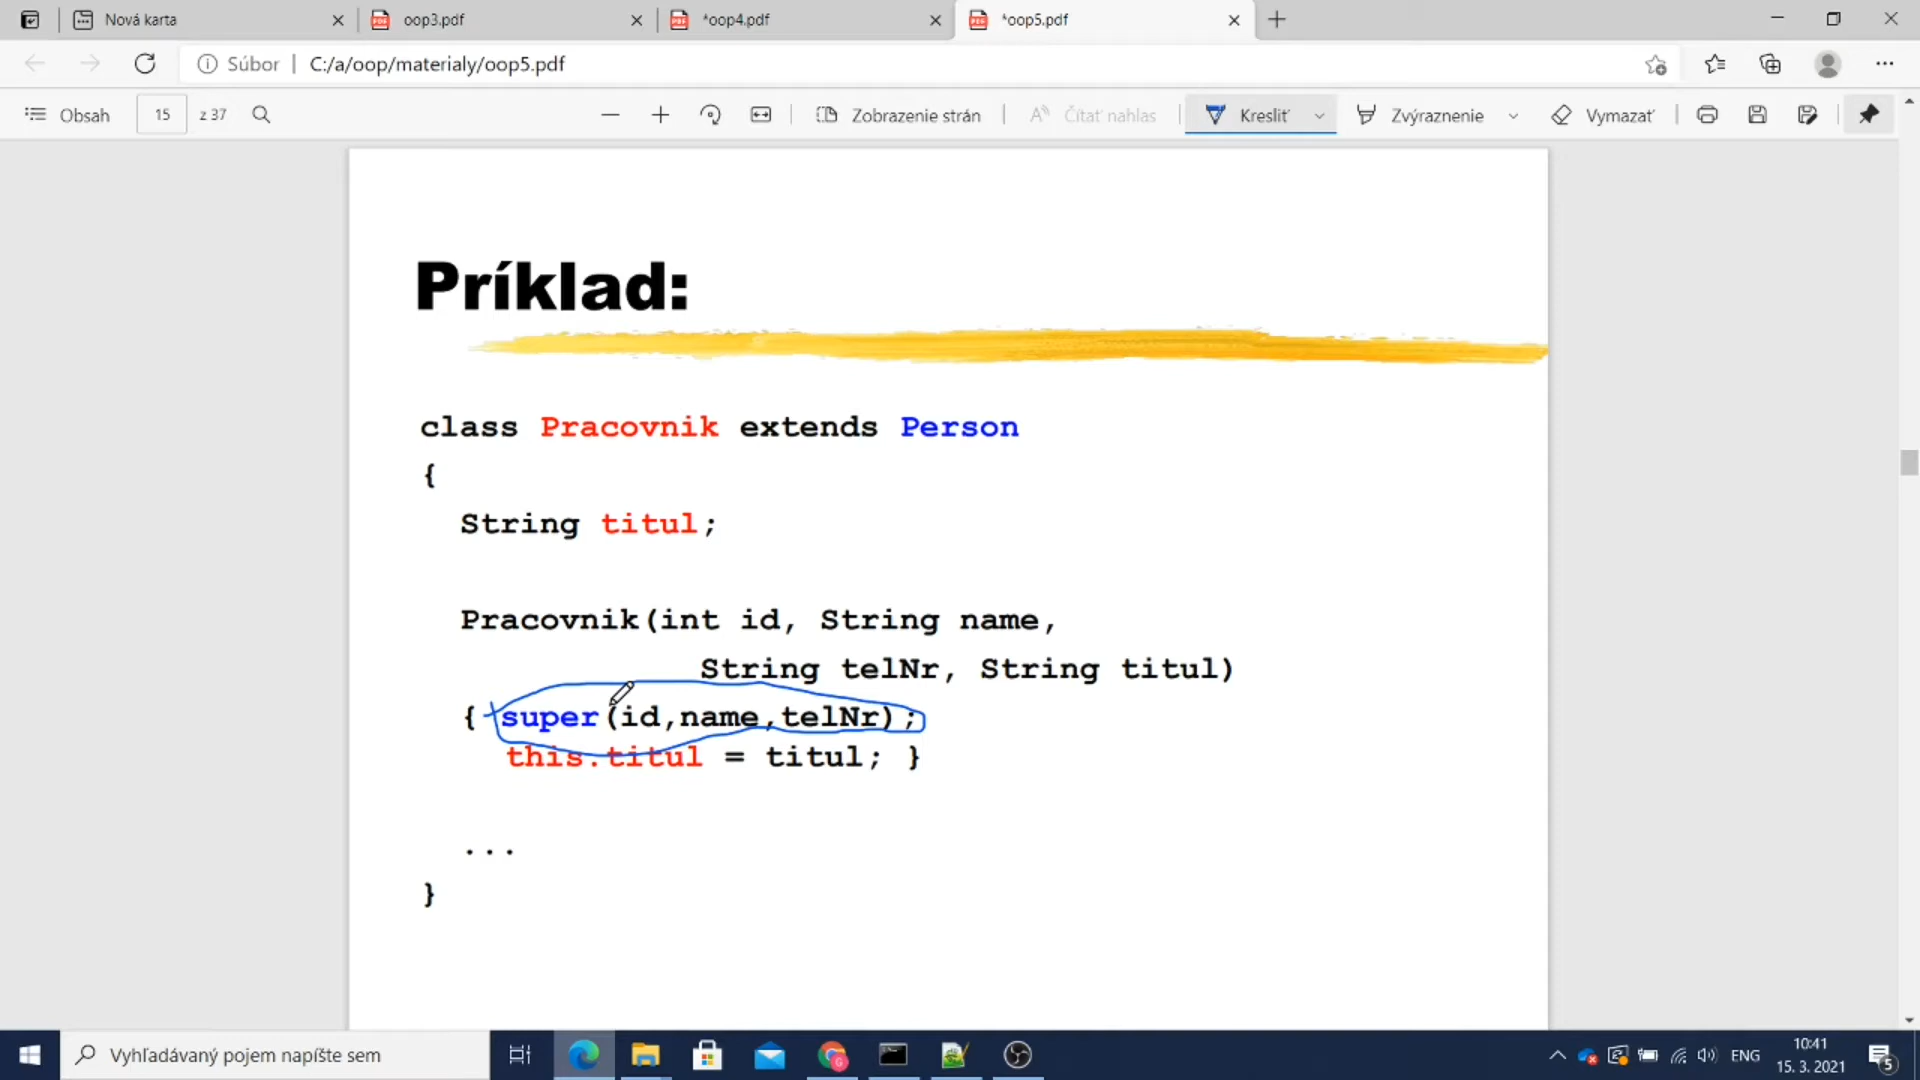 Nová karta
oop3.pdf
*oop4.pdf
*oop5.pdf
Súbor
C:/a/oop/materialy/oop5.pdf
Obsah
15
z 37
Zobrazenie strán
Čítať nahlas
Kresliť
Zvýraznenie
Vymazať
Príklad:
class Pracovnik extends Person
{
String titul;
Pracovnik(int id, String name,
String telNr, String titul)
{ super(id,name,telNr);
this.titul = titul; }
...
}
Vyhľadávaný pojem napíšte sem
ENG
10:41
15. 3. 2021
5